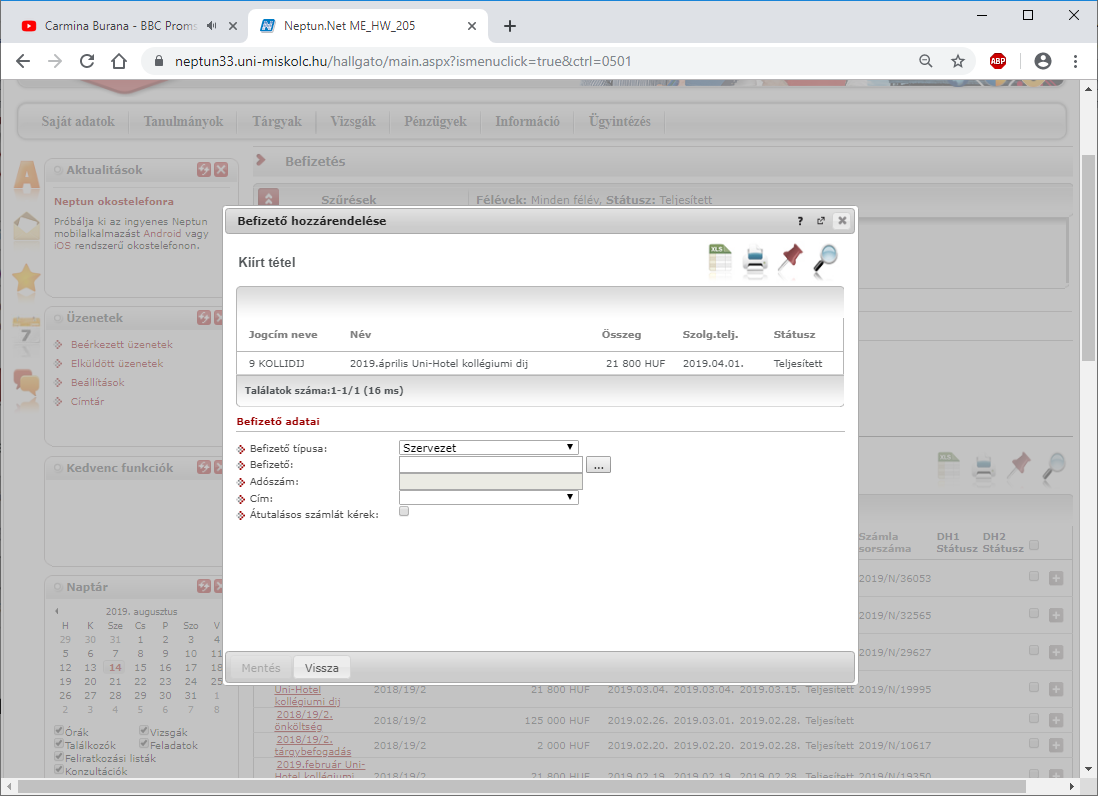 Carmina Burana - BBC Proms
Neptun.Net ME_HW_205
neptun33.uni-miskolc.hu/hallgato/main.aspx?ismenuclick=true&ctrl=0501
ABP
Saját adatok Tanulmányok Tárgyak Vizsgák Pénzügyek Információ Ügyintézés
Aktualitások
Neptun okostelefonra
Próbálja ki az ingyenes Neptun
mobilalkalmazást Android vagy
iOS rendszerű okostelefonon.
Üzenetek
Beérkezett üzenetek
Elküldött üzenetek
Beállítások
Címtár
Kedvenc funkciók
Naptár
2019. augusztus
H K Sze Cs P Szo V
29 30 31 1 2 3 4
5 6 7 8 9 10 11
12 13 14 15 16 17 18
19 20 21 22 23 24 25
26 27 28 29 30 31 1
2 3 4 5 6 7 8
Órák Vizsgák
Találkozók Feladatok
Feliratkozási listák
Konzultációk
Befizetés
Szűrések Félévek: Minden félév, Státusz: Teljesített
Befizető hozzárendelése
?
Kiírt tétel
XLS
Jogcím neve Név Összeg Szolg.telj. Státusz
9 KOLLIDIJ 2019.április Uni-Hotel kollégiumi dij 21 800 HUF 2019.04.01. Teljesített
Találatok száma:1-1/1 (16 ms)
Befizető adatai
Befizető típusa: Szervezet
Befizető: ...
Adószám:
Cím:
Átutalásos számlát kérek:
Mentés Vissza
XLS
Számla
sorszáma
DH1
Státusz
DH2
Státusz
2019/N/36053
2019/N/32565
2019/N/29627
Uni-Hotel
kollégiumi dij
2018/19/2 21 800 HUF 2019.03.04. 2019.03.04. 2019.03.15. Teljesített 2019/N/19995
2018/19/2.
önköltség
2018/19/2 125 000 HUF 2019.02.26. 2019.03.01. 2019.02.28. Teljesített
2018/19/2.
tárgybefogadás
2018/19/2 2 000 HUF 2019.02.20. 2019.02.20. 2019.02.28. Teljesített 2019/N/10617
2019.február Uni-
Hotel kollégiumi
2018/19/2 21 800 HUF 2019.02.19. 2019.02.19. 2019.02.28. Teljesített 2019/N/19350